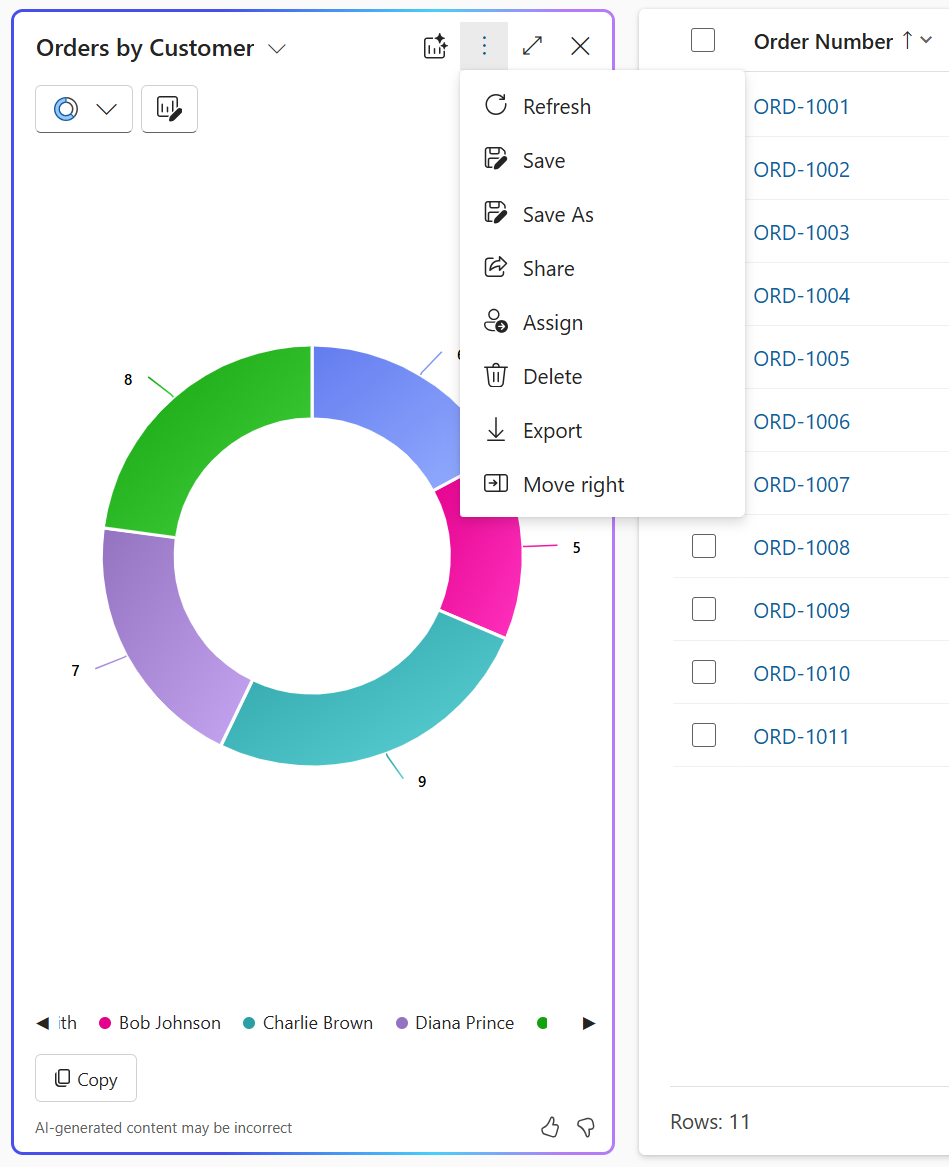 Orders by Customer
Refresh
Save
Save As
Share
Assign
Delete
Export
Move right
8
5
7
9
ith Bob Johnson Charlie Brown Diana Prince
Copy
AI-generated content may be incorrect
Order Number
ORD-1001
ORD-1002
ORD-1003
ORD-1004
ORD-1005
ORD-1006
ORD-1007
ORD-1008
ORD-1009
ORD-1010
ORD-1011
Rows: 11